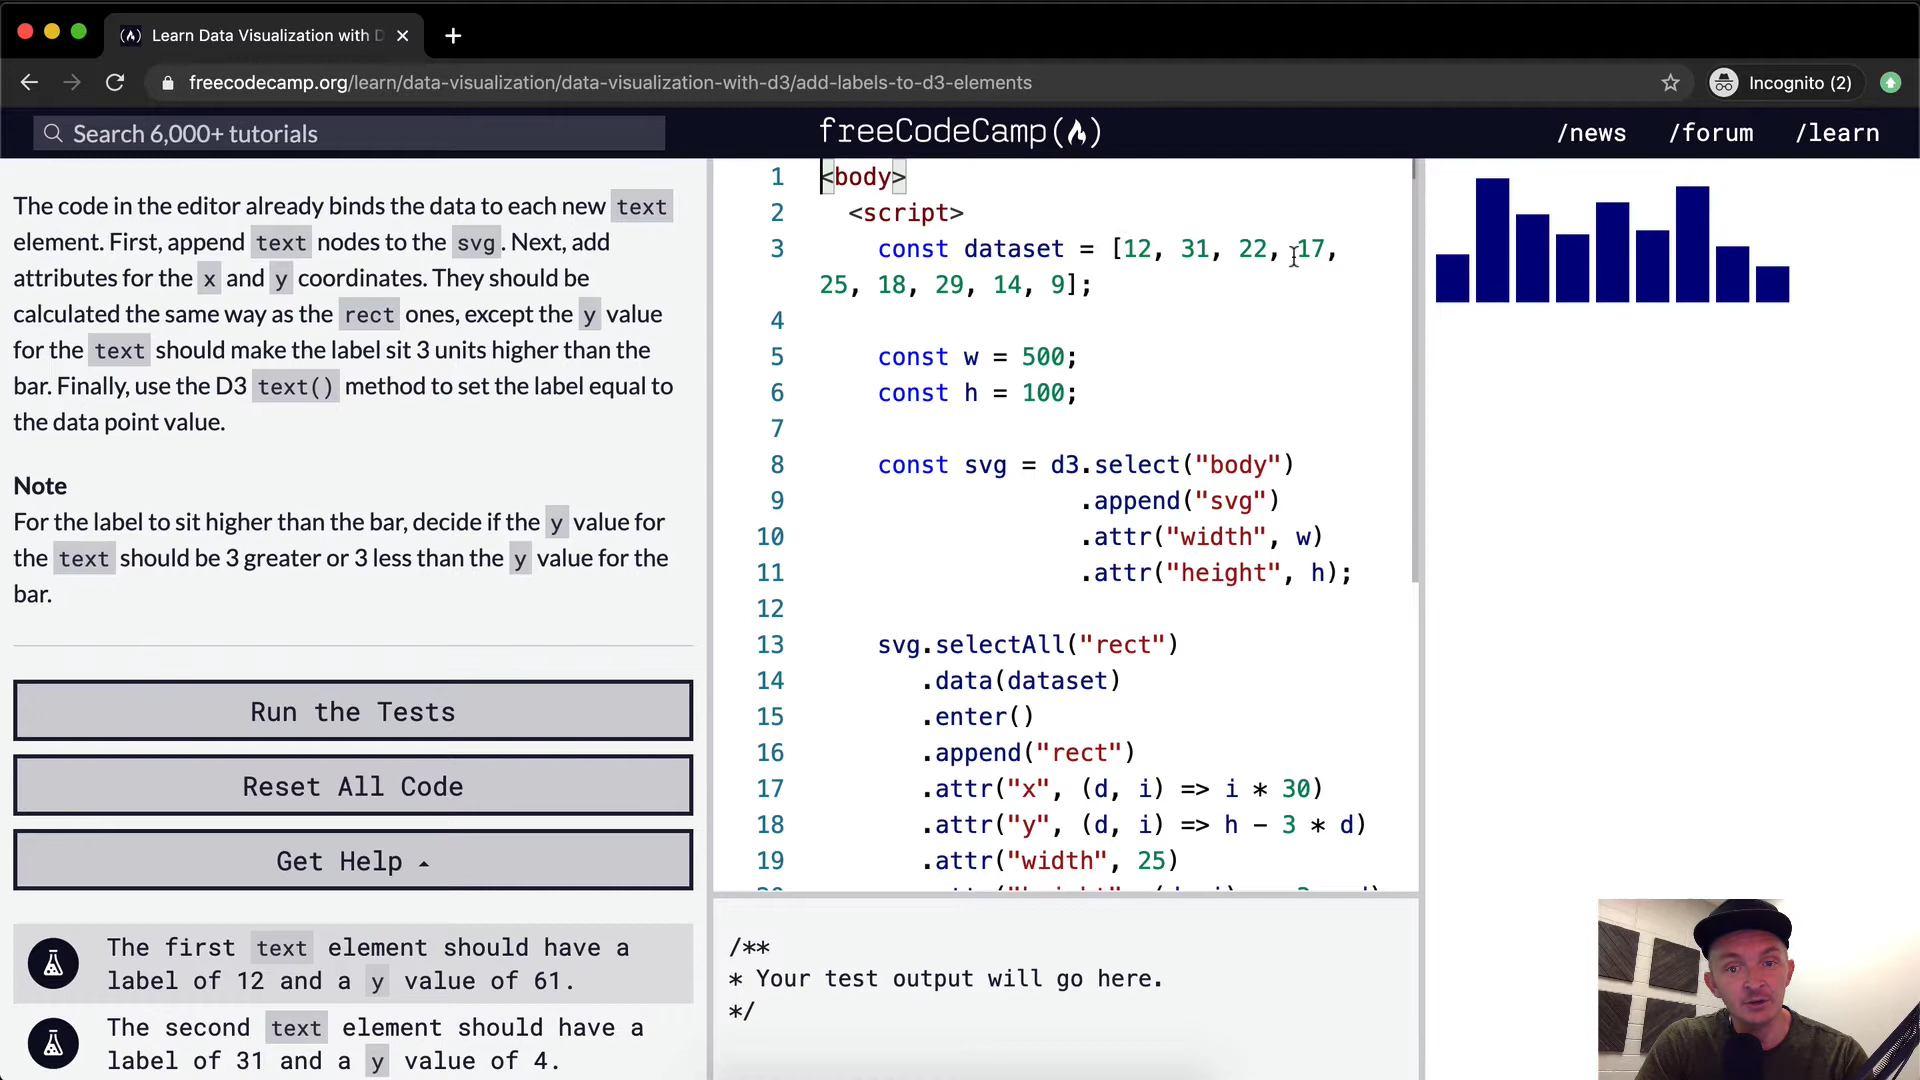 Learn Data Visualization with D
freecodecamp.org/learn/data-visualization/data-visualization-with-d3/add-labels-to-d3-elements
Incognito (2)
Search 6,000+ tutorials
freeCodeCamp
/news
/forum
/learn
The code in the editor already binds the data to each new text
element. First, append text nodes to the svg. Next, add
attributes for the x and y coordinates. They should be
calculated the same way as the rect ones, except the y value
for the text should make the label sit 3 units higher than the
bar. Finally, use the D3 text() method to set the label equal to
the data point value.
Note
For the label to sit higher than the bar, decide if the y value for
the text should be 3 greater or 3 less than the y value for the
bar.
Run the Tests
Reset All Code
Get Help
The first text element should have a
label of 12 and a y value of 61.
The second text element should have a
label of 31 and a y value of 4.
1 <body>
2 <script>
3 const dataset = [12, 31, 22, 17,
25, 18, 29, 14, 9];
4
5 const w = 500;
6 const h = 100;
7
8 const svg = d3.select("body")
9 .append("svg")
10 .attr("width", w)
11 .attr("height", h);
12
13 svg.selectAll("rect")
14 .data(dataset)
15 .enter()
16 .append("rect")
17 .attr("x", (d, i) => i * 30)
18 .attr("y", (d, i) => h - 3 * d)
19 .attr("width", 25)
/**
* Your test output will go here.
*/